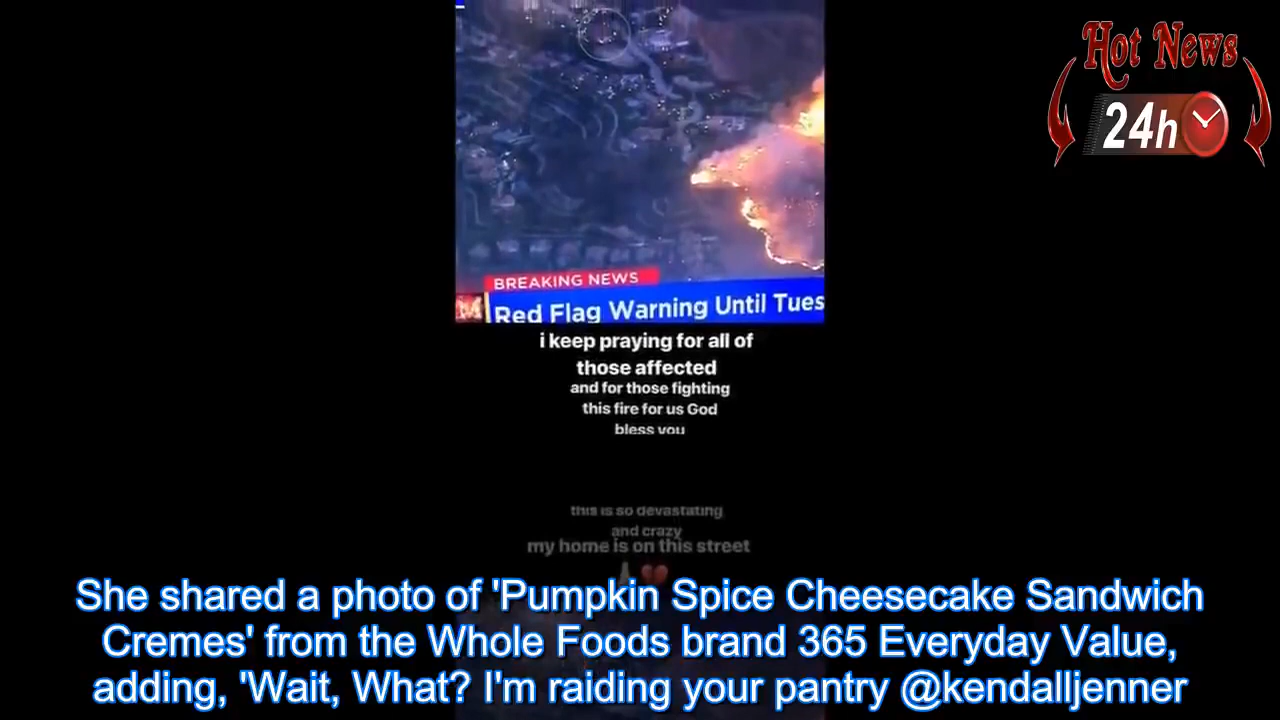 Hot News
24h
BREAKING NEWS
Red Flag Warning Until Tues
i keep praying for all of
those affected
and for those fighting
this fire for us God
bless you
this is so devastating
and crazy
my home is on this street
She shared a photo of 'Pumpkin Spice Cheesecake Sandwich
Cremes' from the Whole Foods brand 365 Everyday Value,
adding, 'Wait, What? I'm raiding your pantry @kendalljenner